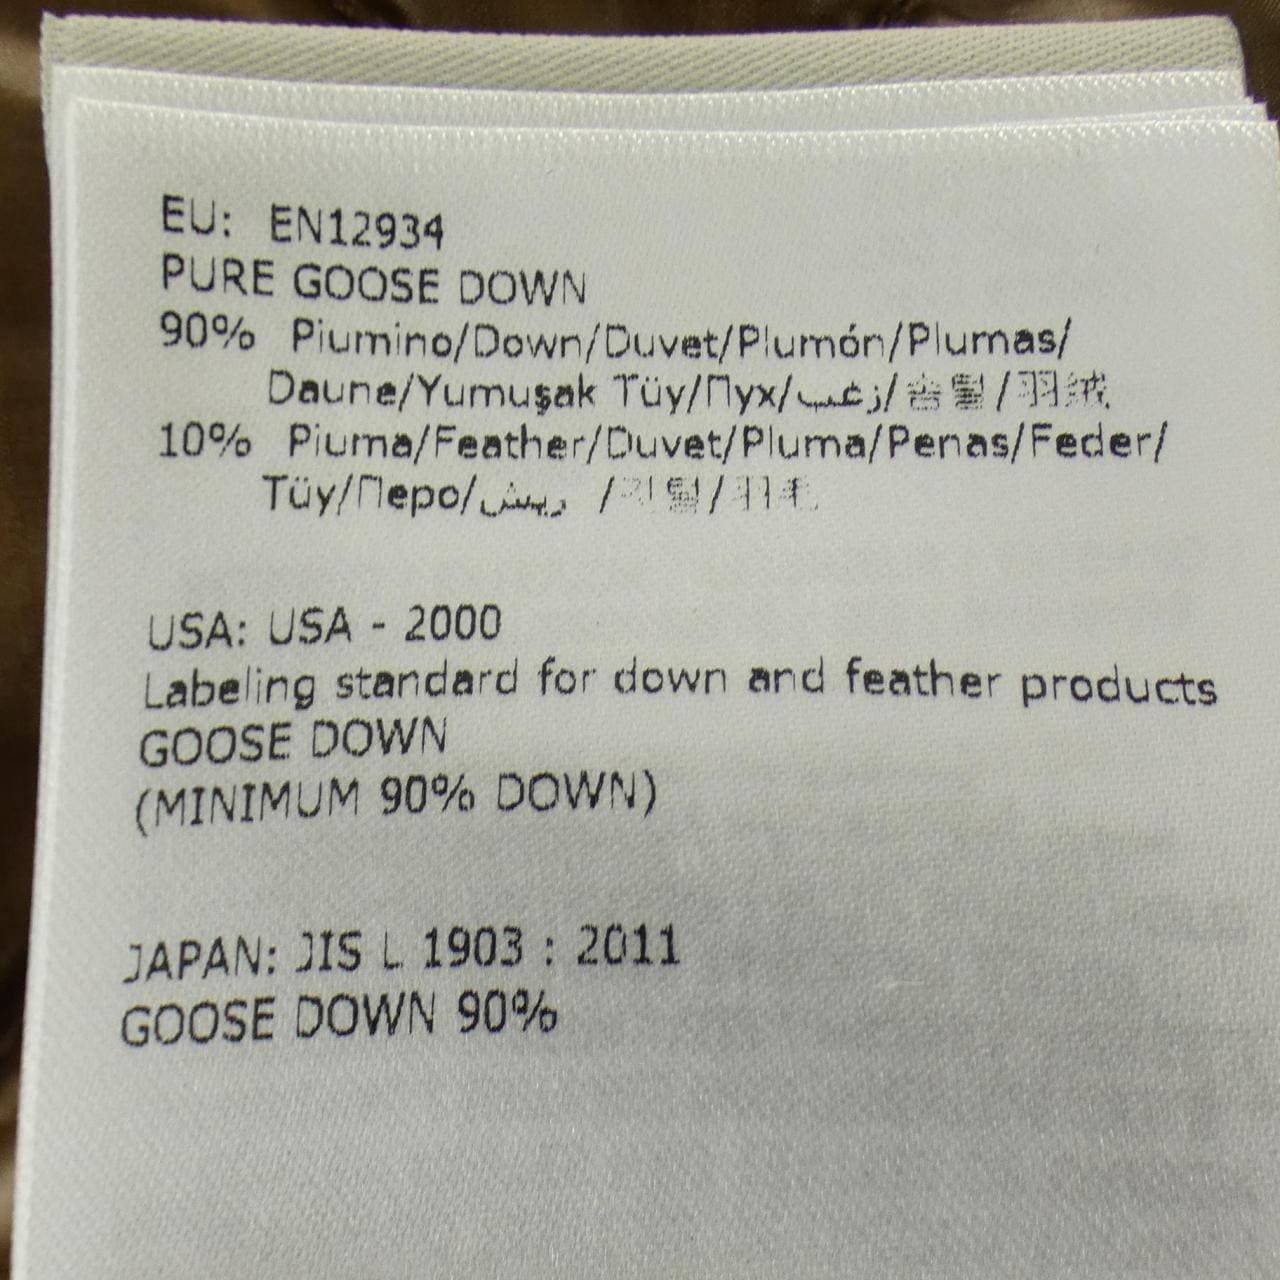 EU: EN12934
PURE GOOSE DOWN
90% Piumino/Down/Duvet/Plumón/Plumas/
Daune/Yumuşak Tüy/Пух/زغب/솜털/羽绒
10% Piuma/Feather/Duvet/Pluma/Penas/Feder/
Tüy/Перо/ريش /깃털/羽毛
USA: USA - 2000
Labeling standard for down and feather products
GOOSE DOWN
(MINIMUM 90% DOWN)
JAPAN: JIS L 1903 : 2011
GOOSE DOWN 90%